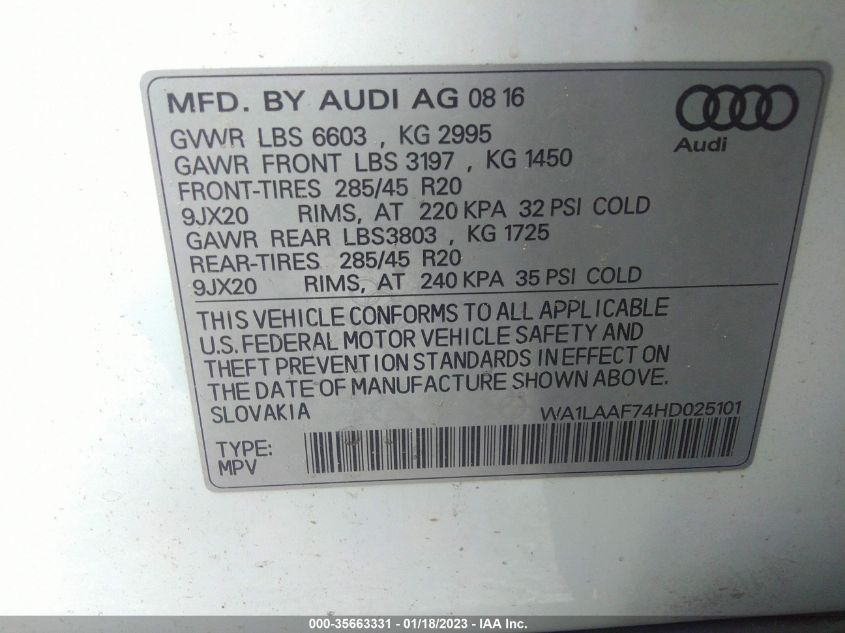 MFD. BY AUDI AG 08 16
GVWR LBS 6603 , KG 2995
GAWR FRONT LBS 3197 , KG 1450
FRONT-TIRES 285/45 R20
9JX20 RIMS, AT 220 KPA 32 PSI COLD
GAWR REAR LBS3803 , KG 1725
REAR-TIRES 285/45 R20
9JX20 RIMS, AT 240 KPA 35 PSI COLD
Audi
THIS VEHICLE CONFORMS TO ALL APPLICABLE
U.S. FEDERAL MOTOR VEHICLE SAFETY AND
THEFT PREVENTION STANDARDS IN EFFECT ON
THE DATE OF MANUFACTURE SHOWN ABOVE.
SLOVAKIA WA1LAAF74HD025101
TYPE:
MPV
000-35663331 - 01/18/2023 - IAA Inc.